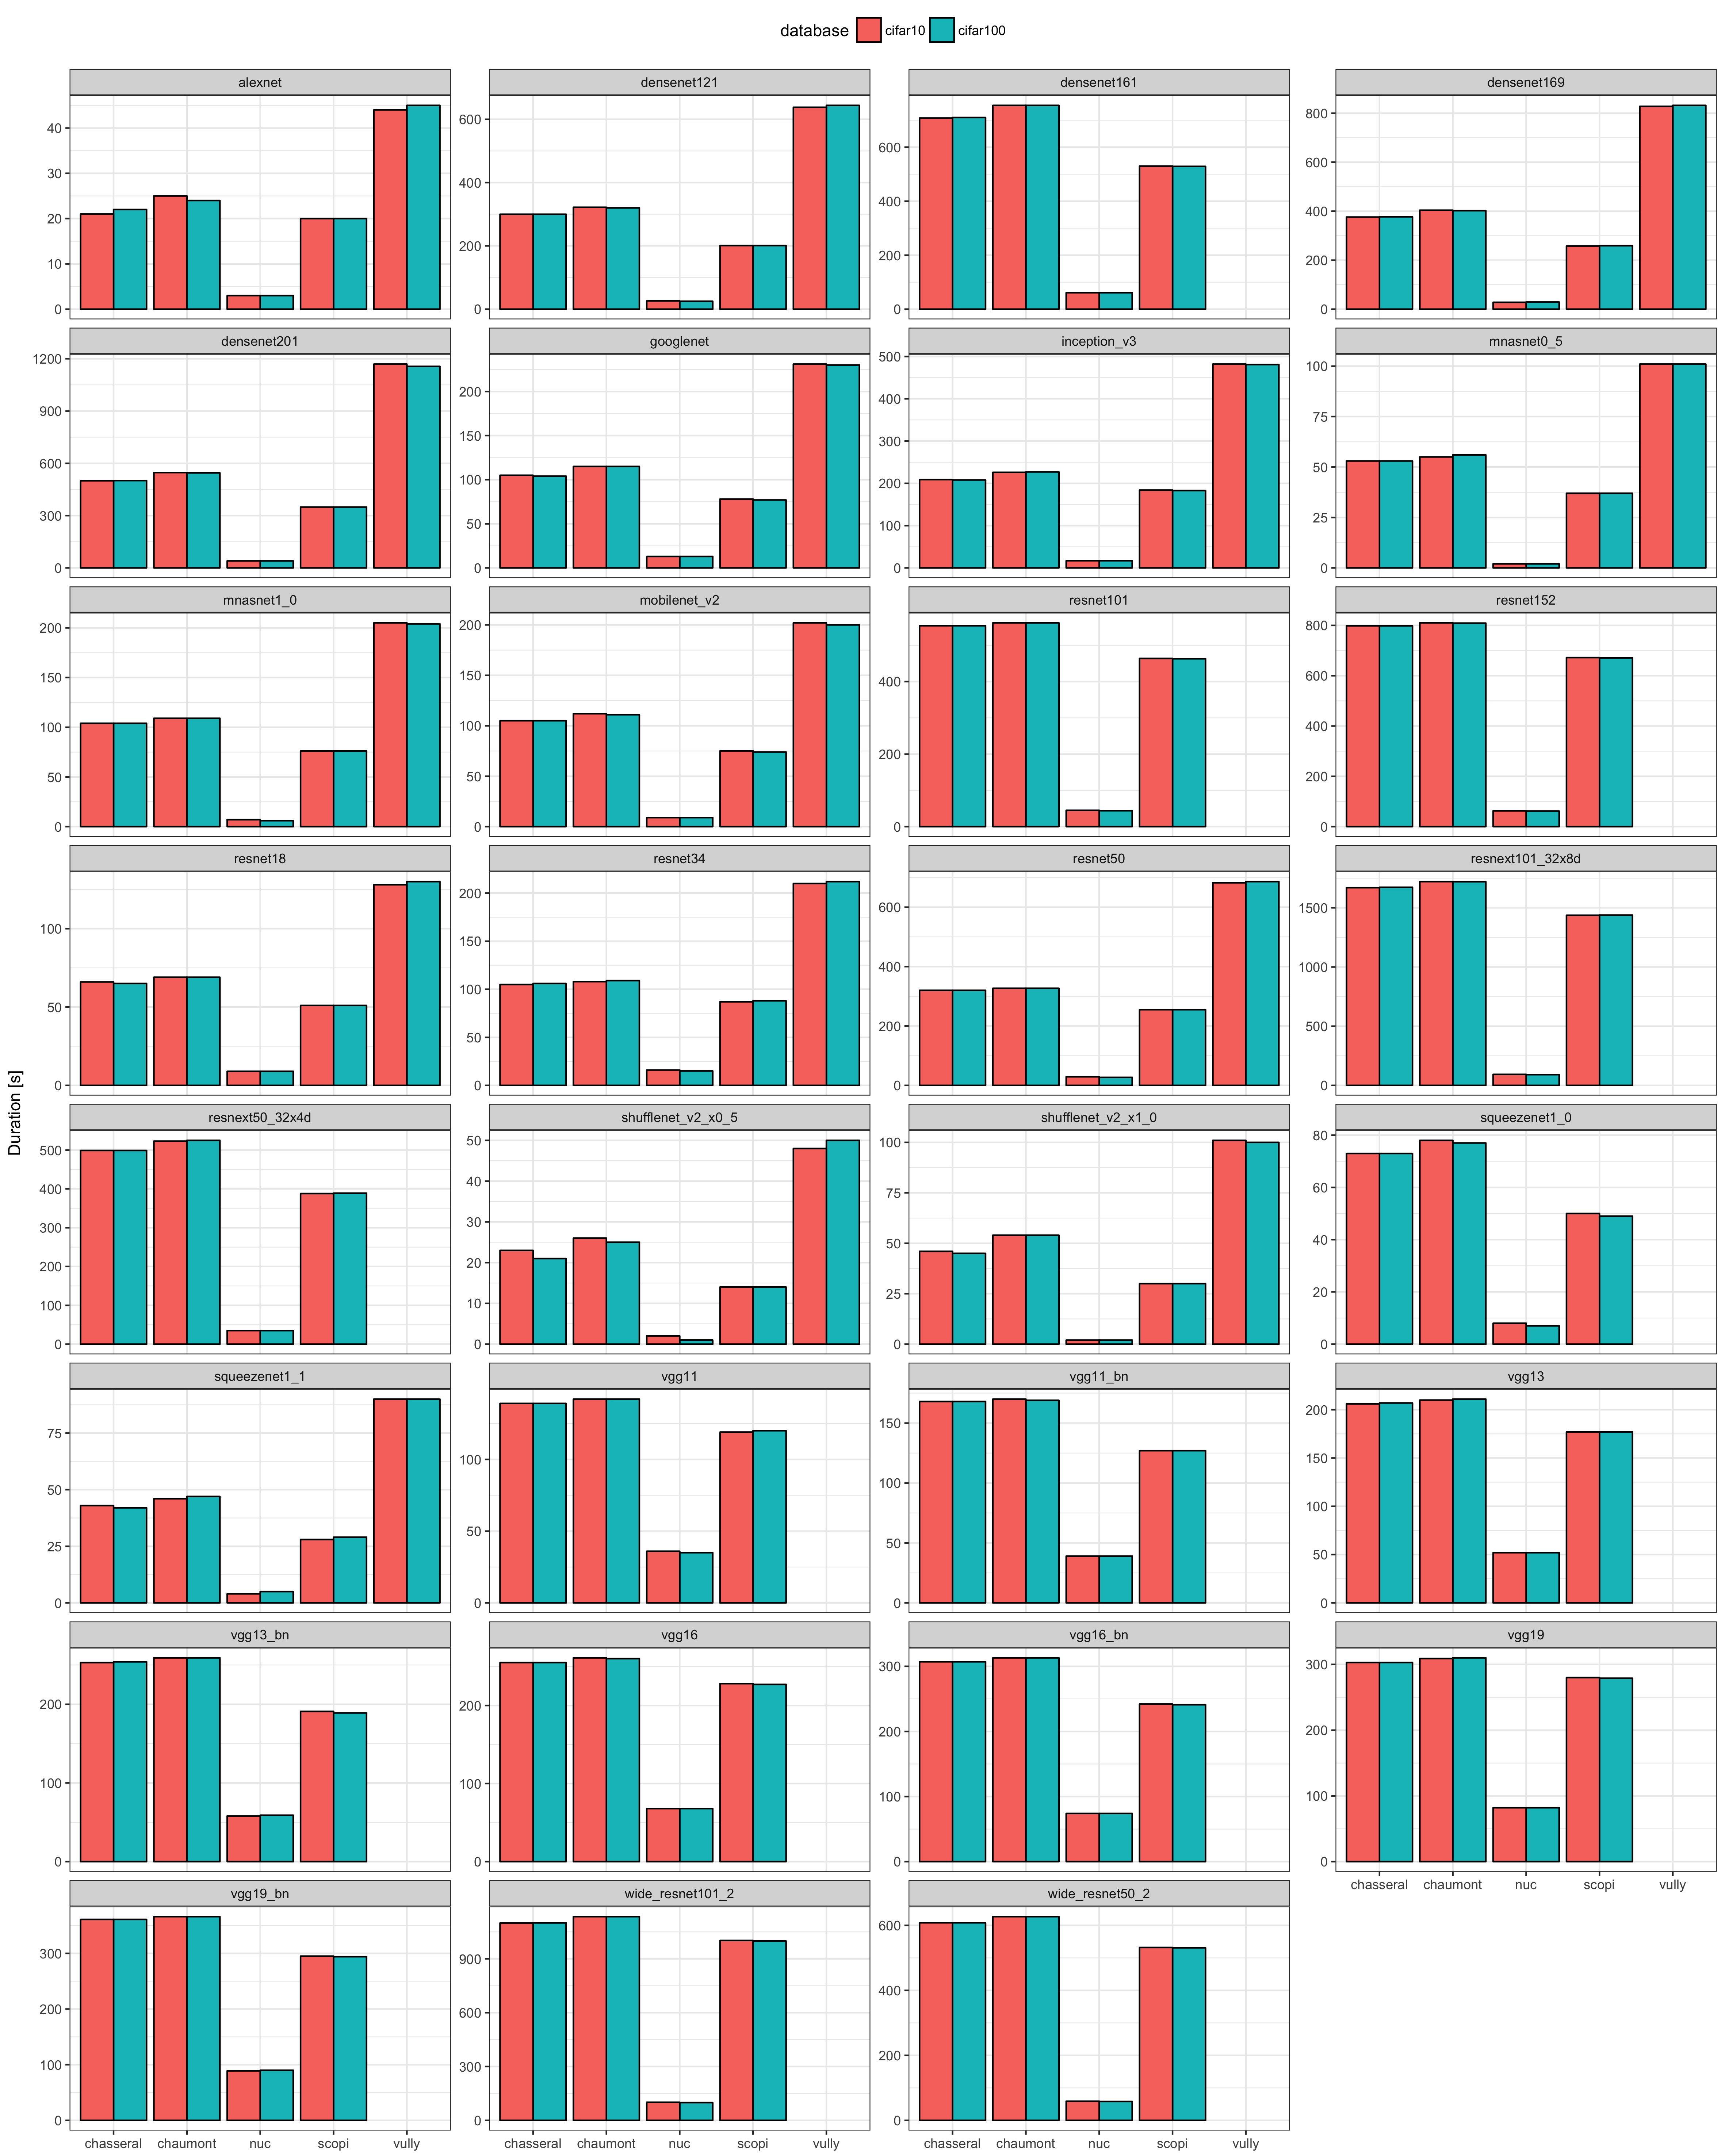 database cifar10 cifar100
alexnet densenet121 densenet161 densenet169
40 30 20 10 0
600 400 200 0
600 400 200 0
800 600 400 200 0
densenet201 googlenet inception_v3 mnasnet0_5
1200 900 600 300 0
200 150 100 50 0
500 400 300 200 100 0
100 75 50 25 0
mnasnet1_0 mobilenet_v2 resnet101 resnet152
200 150 100 50 0
200 150 100 50 0
400 200 0
800 600 400 200 0
resnet18 resnet34 resnet50 resnext101_32x8d
100 50 0
200 150 100 50 0
600 400 200 0
1500 1000 500 0
Duration [s]
resnext50_32x4d shufflenet_v2_x0_5 shufflenet_v2_x1_0 squeezenet1_0
500 400 300 200 100 0
50 40 30 20 10 0
100 75 50 25 0
80 60 40 20 0
squeezenet1_1 vgg11 vgg11_bn vgg13
75 50 25 0
100 50 0
150 100 50 0
200 150 100 50 0
vgg13_bn vgg16 vgg16_bn vgg19
200 100 0
200 100 0
300 200 100 0
300 200 100 0
chasseral chaumont nuc scopi vully
vgg19_bn wide_resnet101_2 wide_resnet50_2
300 200 100 0
900 600 300 0
600 400 200 0
chasseral chaumont nuc scopi vully
chasseral chaumont nuc scopi vully
chasseral chaumont nuc scopi vully